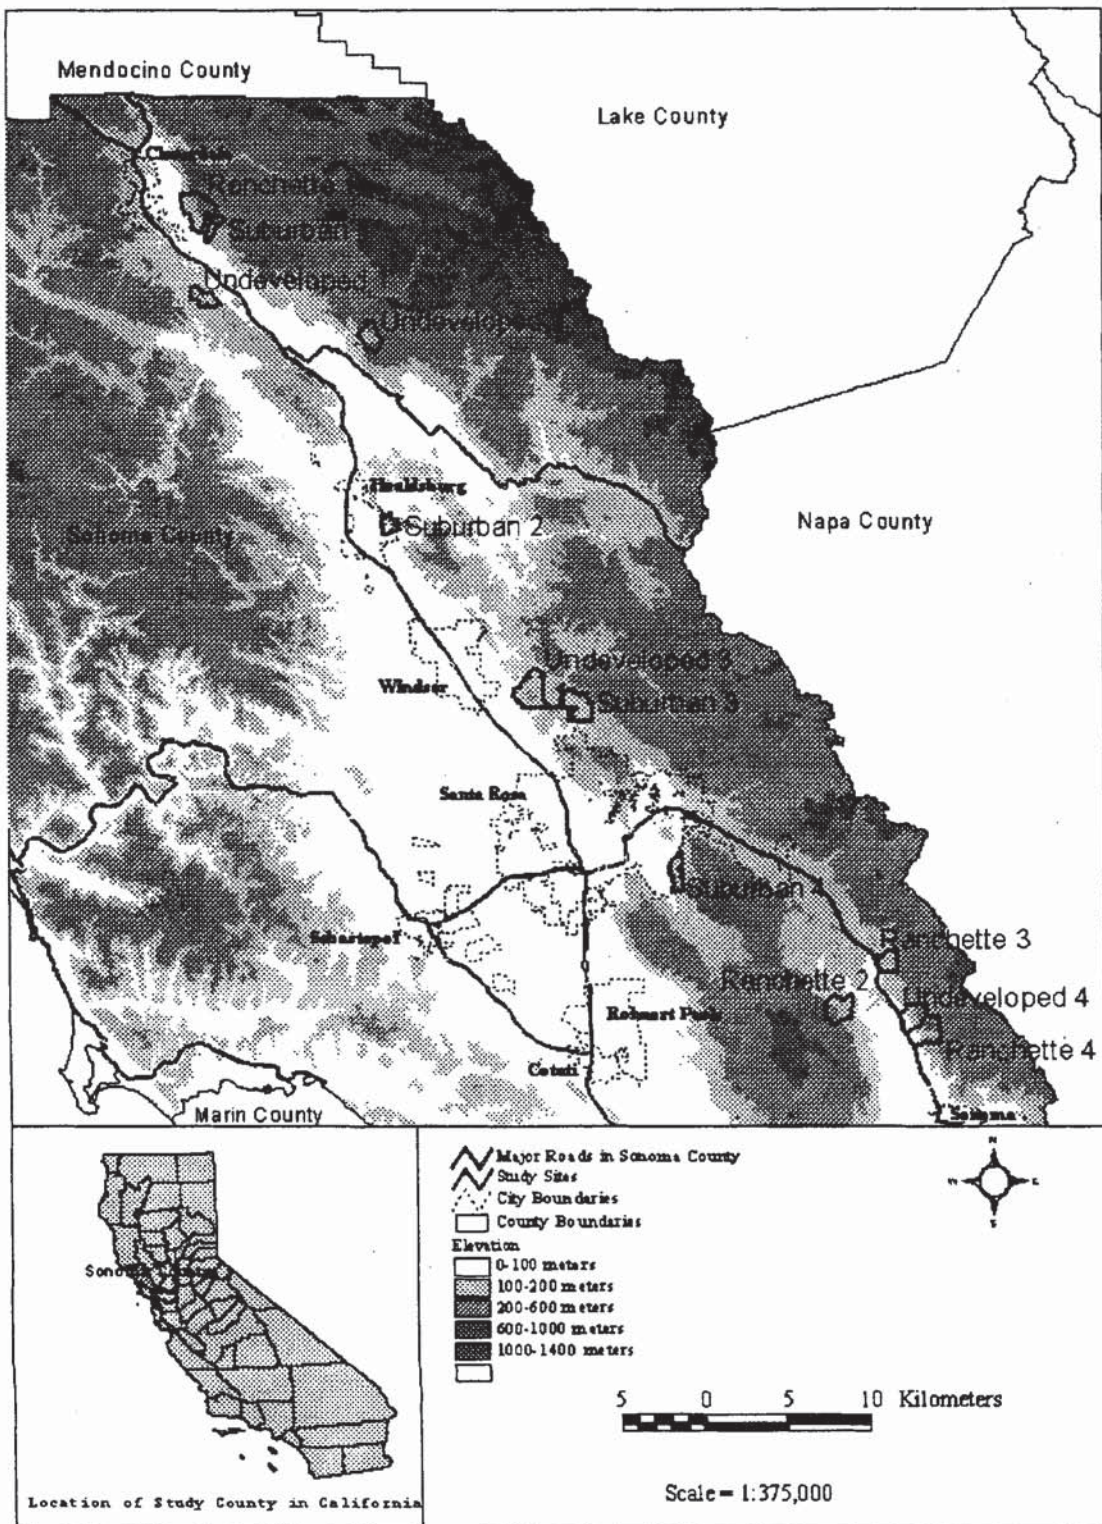 Mendocino County
Lake County
Ranchette
Suburban
Undeveloped
Undeveloped
Healdsburg
Suburban 2
Sonoma County
Napa County
Undeveloped 3
Windsor
Suburban 3
Santa Rosa
Suburban 4
Sebastopol
Ranchette 3
Ranchette 2
Undeveloped 4
Rohnert Park
Ranchette 4
Cotati
Marin County
Sonoma
Major Roads in Sonoma County
Study Sites
City Boundaries
County Boundaries
Elevation
0-100 meters
100-200 meters
200-600 meters
600-1000 meters
1000-1400 meters
N
W E
S
5 0 5 10 Kilometers
Scale = 1:375,000
Location of Study County in California